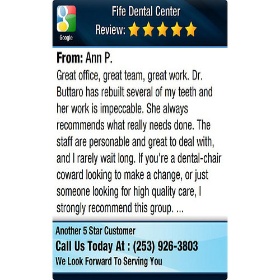 Fife Dental Center
Google
Review:
From: Ann P.
Great office, great team, great work. Dr.
Buttaro has rebuilt several of my teeth and
her work is impeccable. She always
recommends what really needs done. The
staff are personable and great to deal with,
and I rarely wait long. If you're a dental-chair
coward looking to make a change, or just
someone looking for high quality care, I
strongly recommend this group. ...
Another 5 Star Customer
Call Us Today At : (253) 926-3803
We Look Forward To Serving You